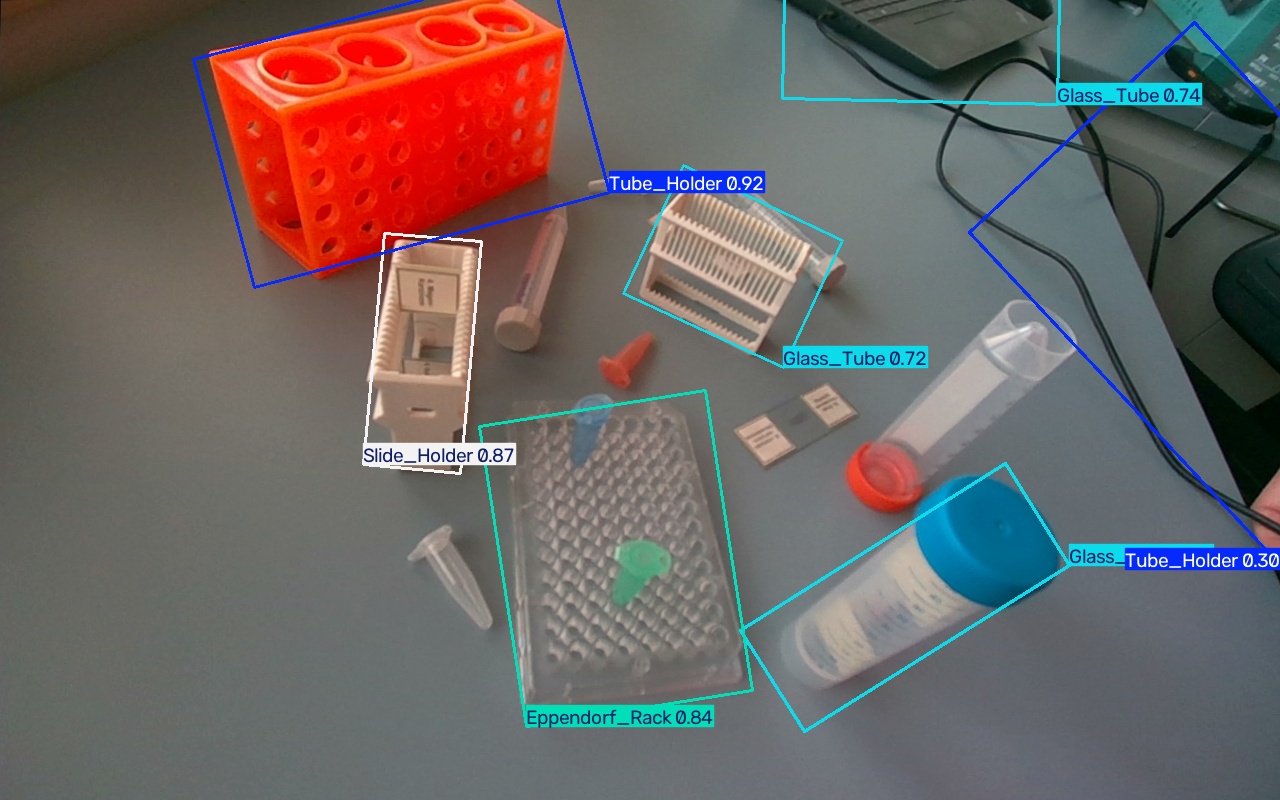 Glass_Tube 0.74
Tube_Holder 0.92
Glass_Tube 0.72
Slide_Holder 0.87
Glass_
Tube_Holder 0.30
Eppendorf_Rack 0.84